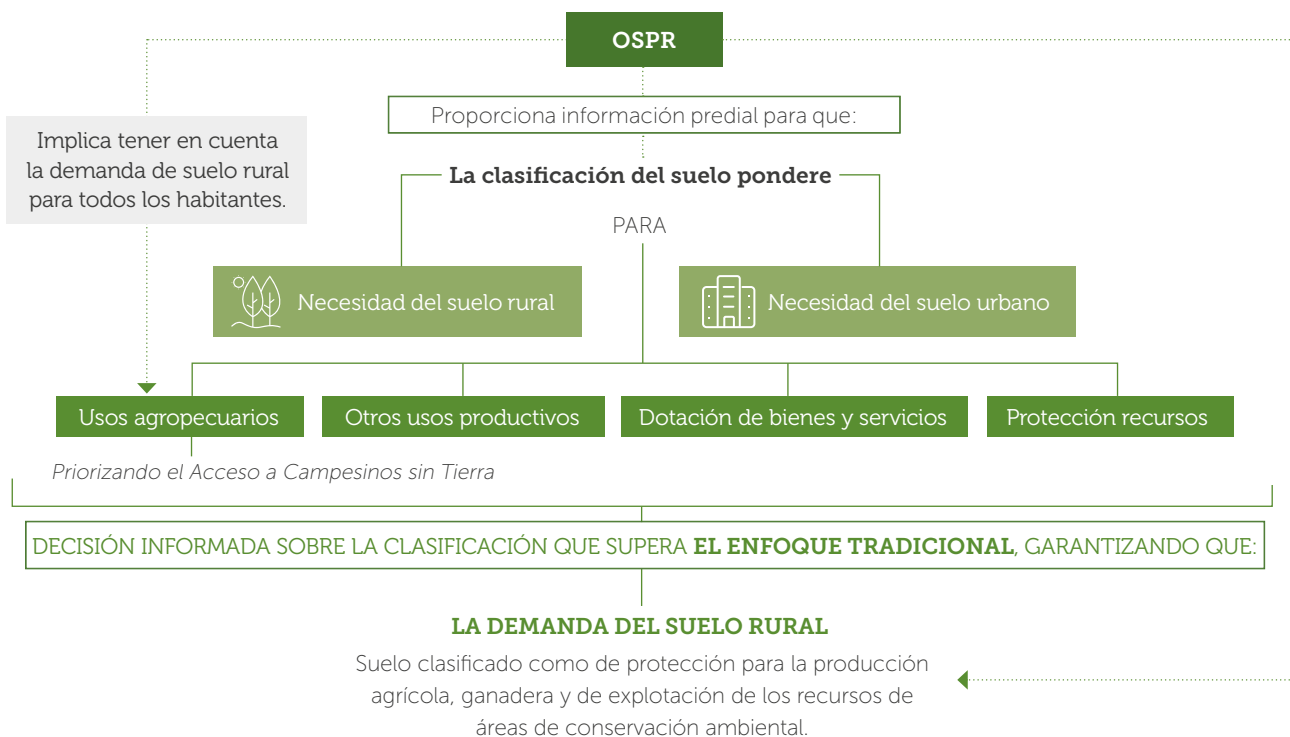 OSPR
Proporciona información predial para que:
Implica tener en cuenta
la demanda de suelo rural
para todos los habitantes.
La clasificación del suelo pondere
PARA
Necesidad del suelo rural
Necesidad del suelo urbano
Usos agropecuarios
Otros usos productivos
Dotación de bienes y servicios
Protección recursos
Priorizando el Acceso a Campesinos sin Tierra
DECISIÓN INFORMADA SOBRE LA CLASIFICACIÓN QUE SUPERA EL ENFOQUE TRADICIONAL, GARANTIZANDO QUE:
LA DEMANDA DEL SUELO RURAL
Suelo clasificado como de protección para la producción
agrícola, ganadera y de explotación de los recursos de
áreas de conservación ambiental.